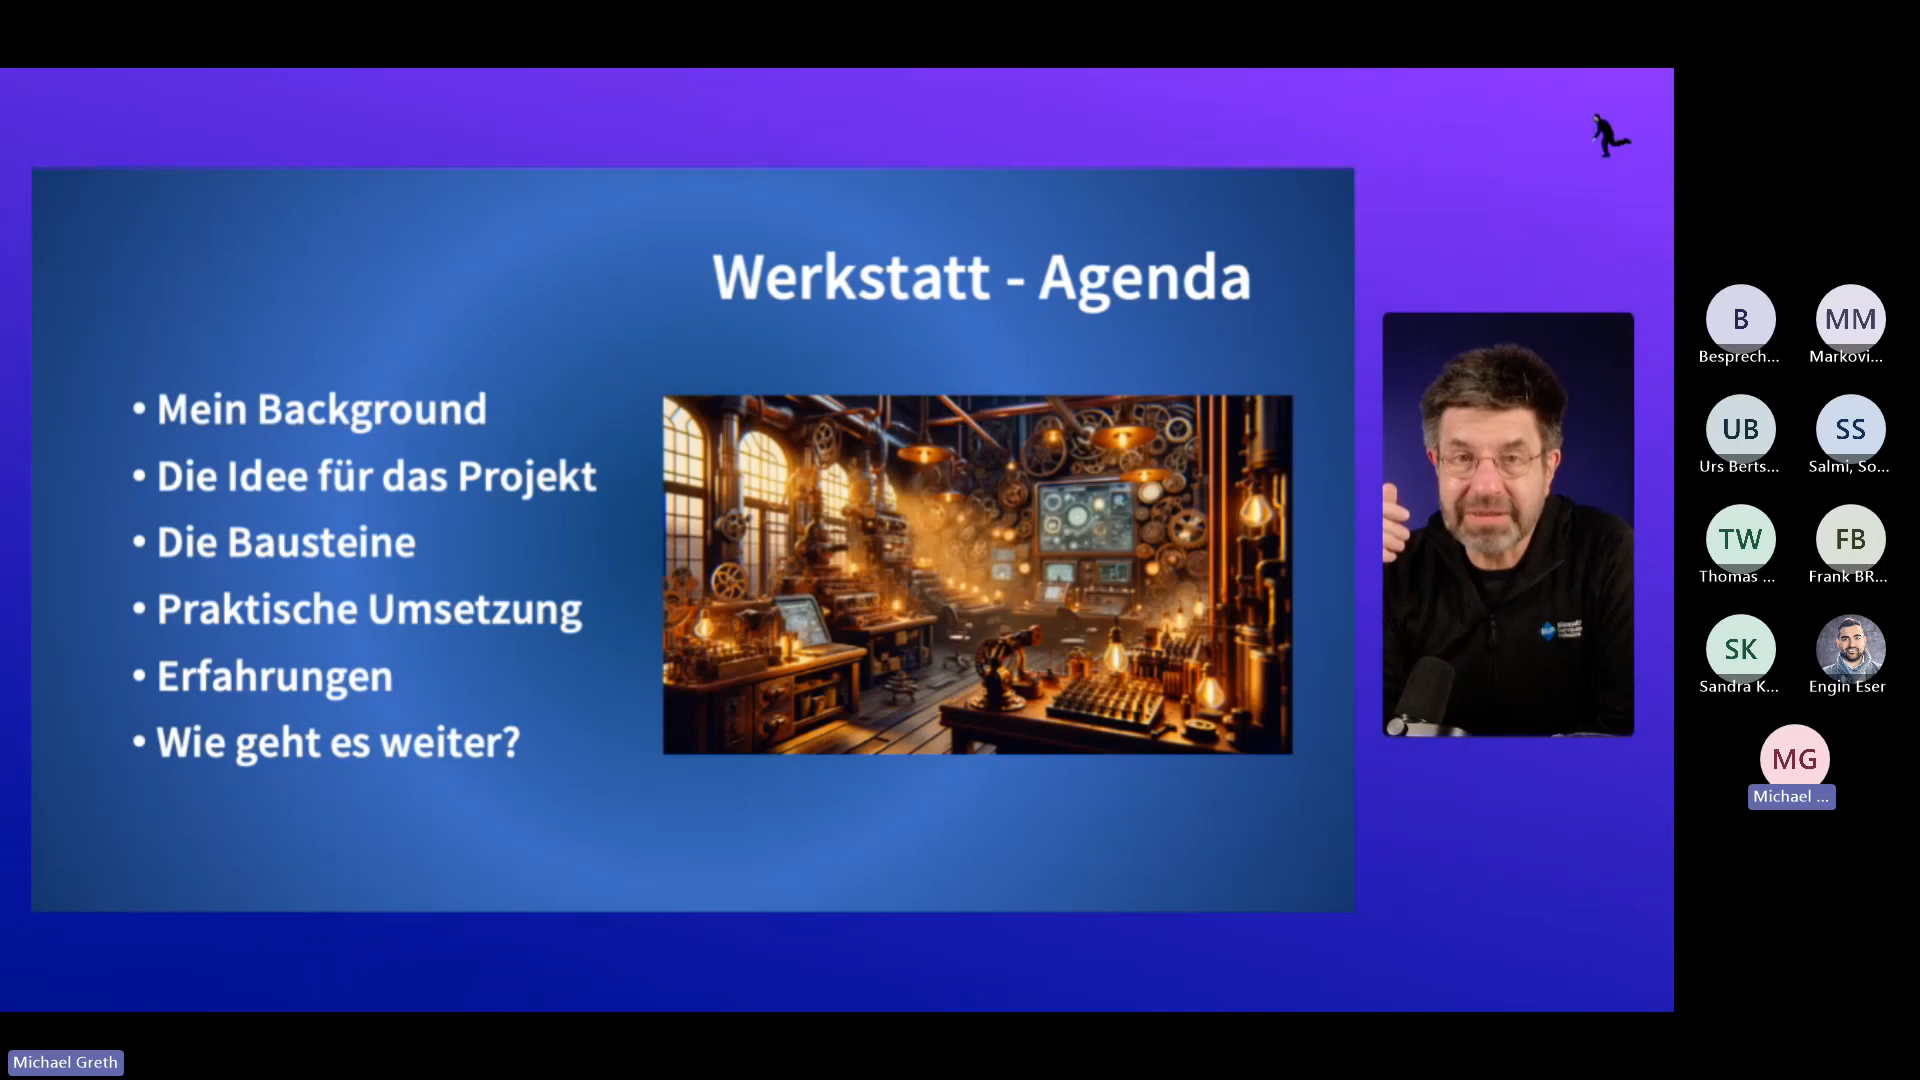 Werkstatt - Agenda
• Mein Background
• Die Idee für das Projekt
• Die Bausteine
• Praktische Umsetzung
• Erfahrungen
• Wie geht es weiter?
B
Besprech...
MM
Markovi...
UB
Urs Berts...
SS
Salmi, So...
TW
Thomas ...
FB
Frank BR...
SK
Sandra K...
Engin Eser
MG
Michael ...
Michael Greth